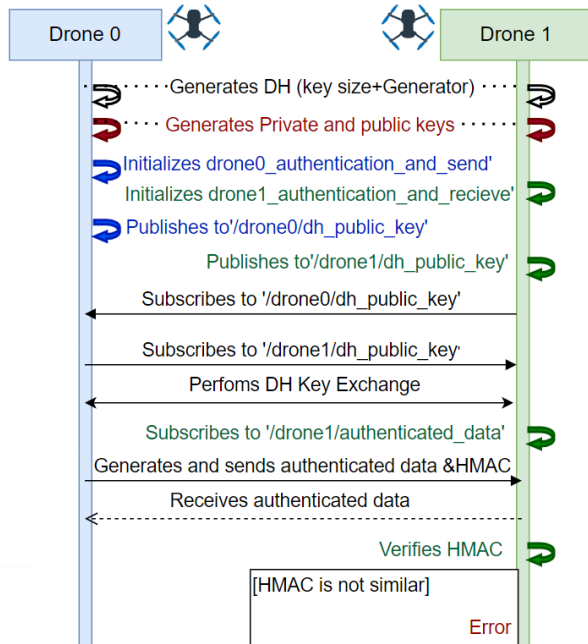 Drone 0
Drone 1
Generates DH (key size+Generator)
Generates Private and public keys
Initializes drone0_authentication_and_send'
Initializes drone1_authentication_and_recieve'
Publishes to'/drone0/dh_public_key'
Publishes to'/drone1/dh_public_key'
Subscribes to '/drone0/dh_public_key'
Subscribes to '/drone1/dh_public_key'
Perfoms DH Key Exchange
Subscribes to '/drone1/authenticated_data'
Generates and sends authenticated data &HMAC
Receives authenticated data
Verifies HMAC
[HMAC is not similar]
Error